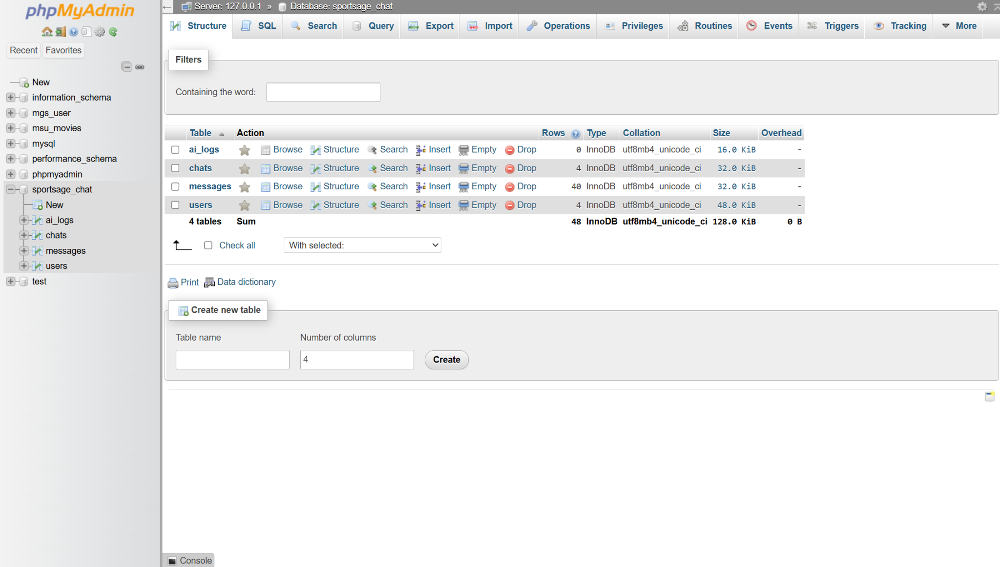 phpMyAdmin
Recent Favorites
New
information_schema
mgs_user
msu_movies
mysql
performance_schema
phpmyadmin
sportsage_chat
New
ai_logs
chats
messages
users
test
Server: 127.0.0.1 » Database: sportsage_chat
Structure SQL Search Query Export Import Operations Privileges Routines Events Triggers Tracking More
Filters
Containing the word:
Table Action Rows Type Collation Size Overhead
ai_logs Browse Structure Search Insert Empty Drop 0 InnoDB utf8mb4_unicode_ci 16.0 KiB -
chats Browse Structure Search Insert Empty Drop 4 InnoDB utf8mb4_unicode_ci 32.0 KiB -
messages Browse Structure Search Insert Empty Drop 40 InnoDB utf8mb4_unicode_ci 32.0 KiB -
users Browse Structure Search Insert Empty Drop 4 InnoDB utf8mb4_unicode_ci 48.0 KiB -
4 tables Sum 48 InnoDB utf8mb4_unicode_ci 128.0 KiB 0 B
Check all With selected:
Print Data dictionary
Create new table
Table name Number of columns
4 Create
Console